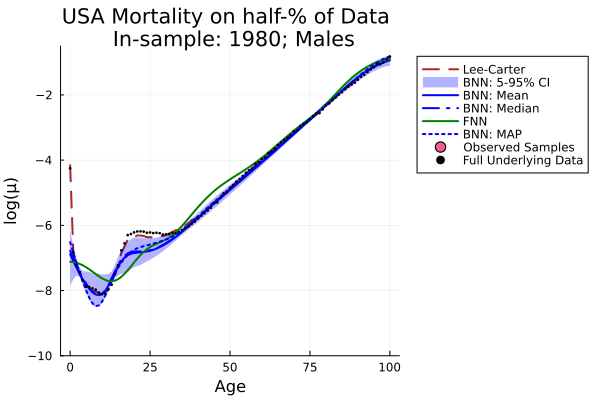 USA Mortality on half-% of Data
In-sample: 1980; Males
Lee-Carter
BNN: 5-95% CI
BNN: Mean
BNN: Median
FNN
BNN: MAP
Observed Samples
Full Underlying Data
log(μ)
−2
−4
−6
−8
−10
0 25 50 75 100
Age